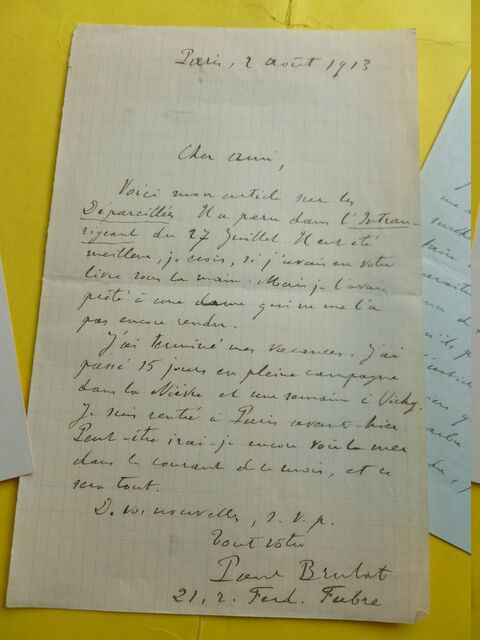 Paris, 2 août 1913
Cher ami,
Voici mon article sur les
Dépareillées. Il a paru dans l'Intran-
sigeant du 27 Juillet. Il eut été
meilleur, je crois, si j'avais eu votre
livre sous la main. Mais je l'avais
prêté à une dame qui ne me l'a
pas encore rendu.
J'ai terminé mes vacances. J'ai
passé 15 jours en pleine campagne
dans la Nièvre et une semaine à Vichy.
Je suis rentré à Paris avant-hier.
Peut-être irai-je encore voir la mer
dans le courant de ce mois, et ce
sera tout.
De vos nouvelles, s.v.p.
Tout votre
Paul Brulat
21, r. Ferd. Fabre